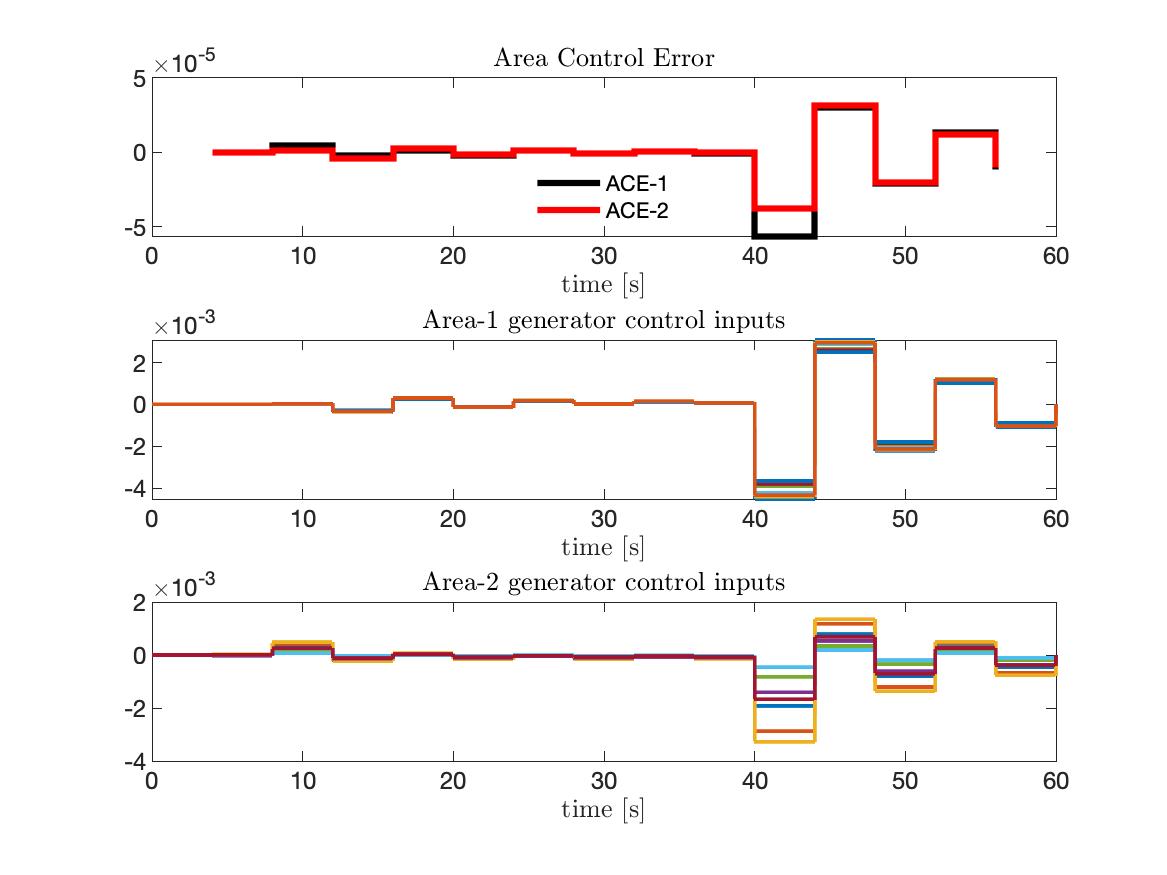 Area Control Error
×10-5
5
0
-5
ACE-1
ACE-2
0 10 20 30 40 50 60
time [s]
Area-1 generator control inputs
×10-3
2
0
-2
-4
0 10 20 30 40 50 60
time [s]
Area-2 generator control inputs
×10-3
2
0
-2
-4
0 10 20 30 40 50 60
time [s]